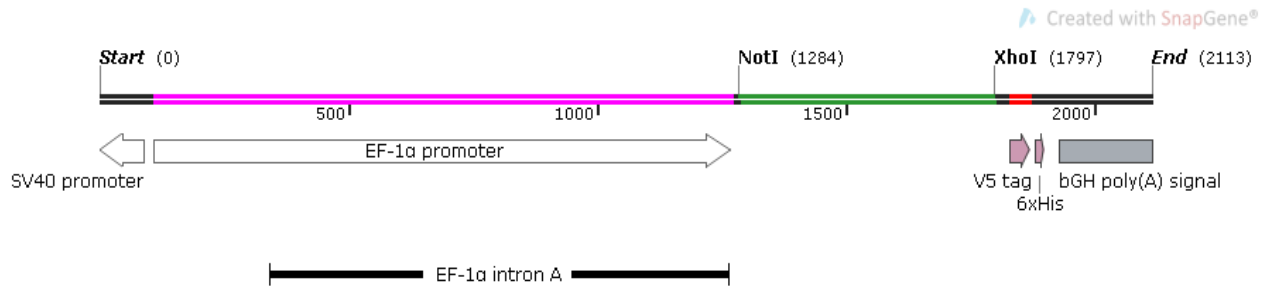 Created with SnapGene®
Start (0)
NotI (1284)
XhoI (1797)
End (2113)
500
1000
1500
2000
EF-1α promoter
SV40 promoter
V5 tag
bGH poly(A) signal
6xHis
EF-1α intron A